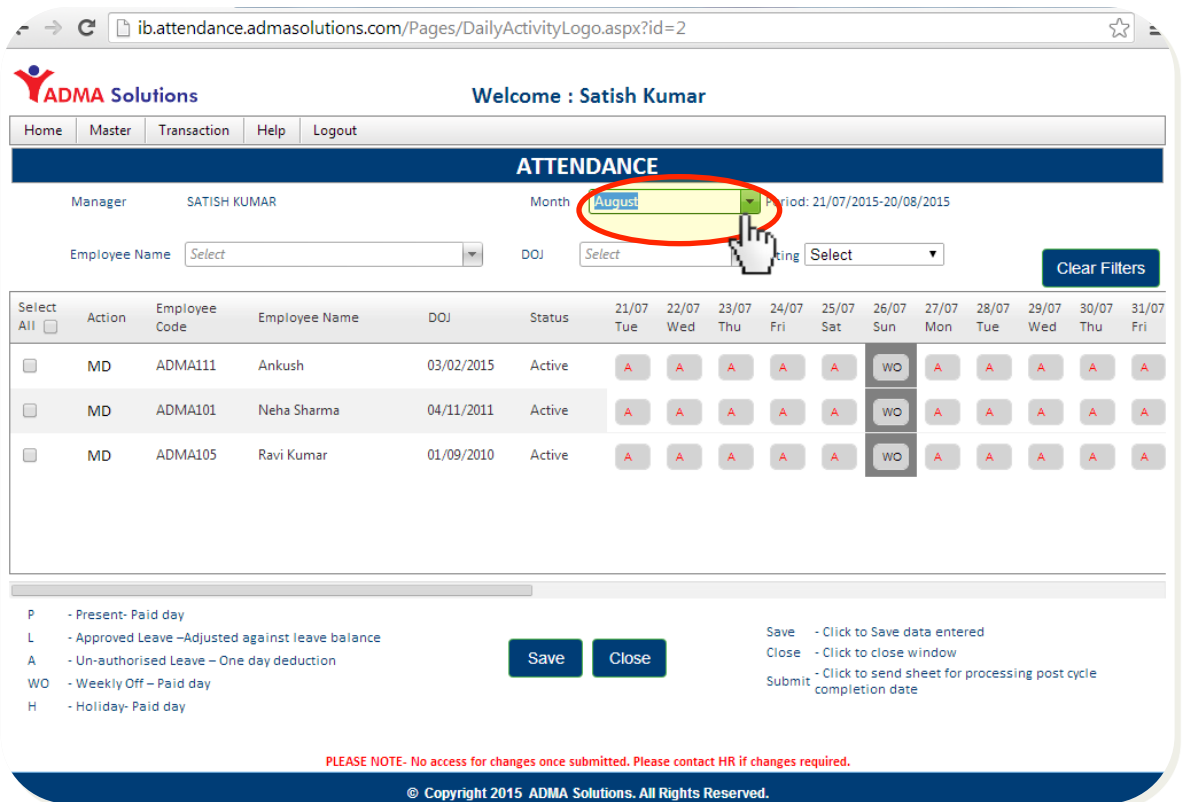 ib.attendance.admasolutions.com/Pages/DailyActivityLogo.aspx?id=2
ADMA Solutions
Welcome : Satish Kumar
Home Master Transaction Help Logout
ATTENDANCE
Manager SATISH KUMAR Month August Period: 21/07/2015-20/08/2015
Employee Name Select DOJ Select Select
Clear Filters
Select All Action Employee Code Employee Name DOJ Status 21/07 Tue 22/07 Wed 23/07 Thu 24/07 Fri 25/07 Sat 26/07 Sun 27/07 Mon 28/07 Tue 29/07 Wed 30/07 Thu 31/07 Fri
MD ADMA111 Ankush 03/02/2015 Active A A A A A WO A A A A A
MD ADMA101 Neha Sharma 04/11/2011 Active A A A A A WO A A A A A
MD ADMA105 Ravi Kumar 01/09/2010 Active A A A A A WO A A A A A
P - Present- Paid day
L - Approved Leave –Adjusted against leave balance
A - Un-authorised Leave – One day deduction
WO - Weekly Off – Paid day
H - Holiday- Paid day
Save Close
Save - Click to Save data entered
Close - Click to close window
Submit - Click to send sheet for processing post cycle
completion date
PLEASE NOTE- No access for changes once submitted. Please contact HR if changes required.
© Copyright 2015 ADMA Solutions. All Rights Reserved.